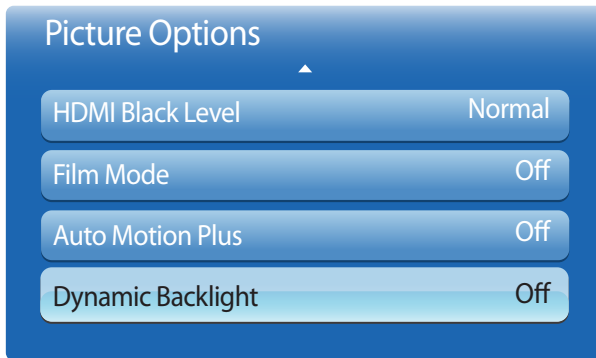 Picture Options
HDMI Black Level Normal
Film Mode Off
Auto Motion Plus Off
Dynamic Backlight Off